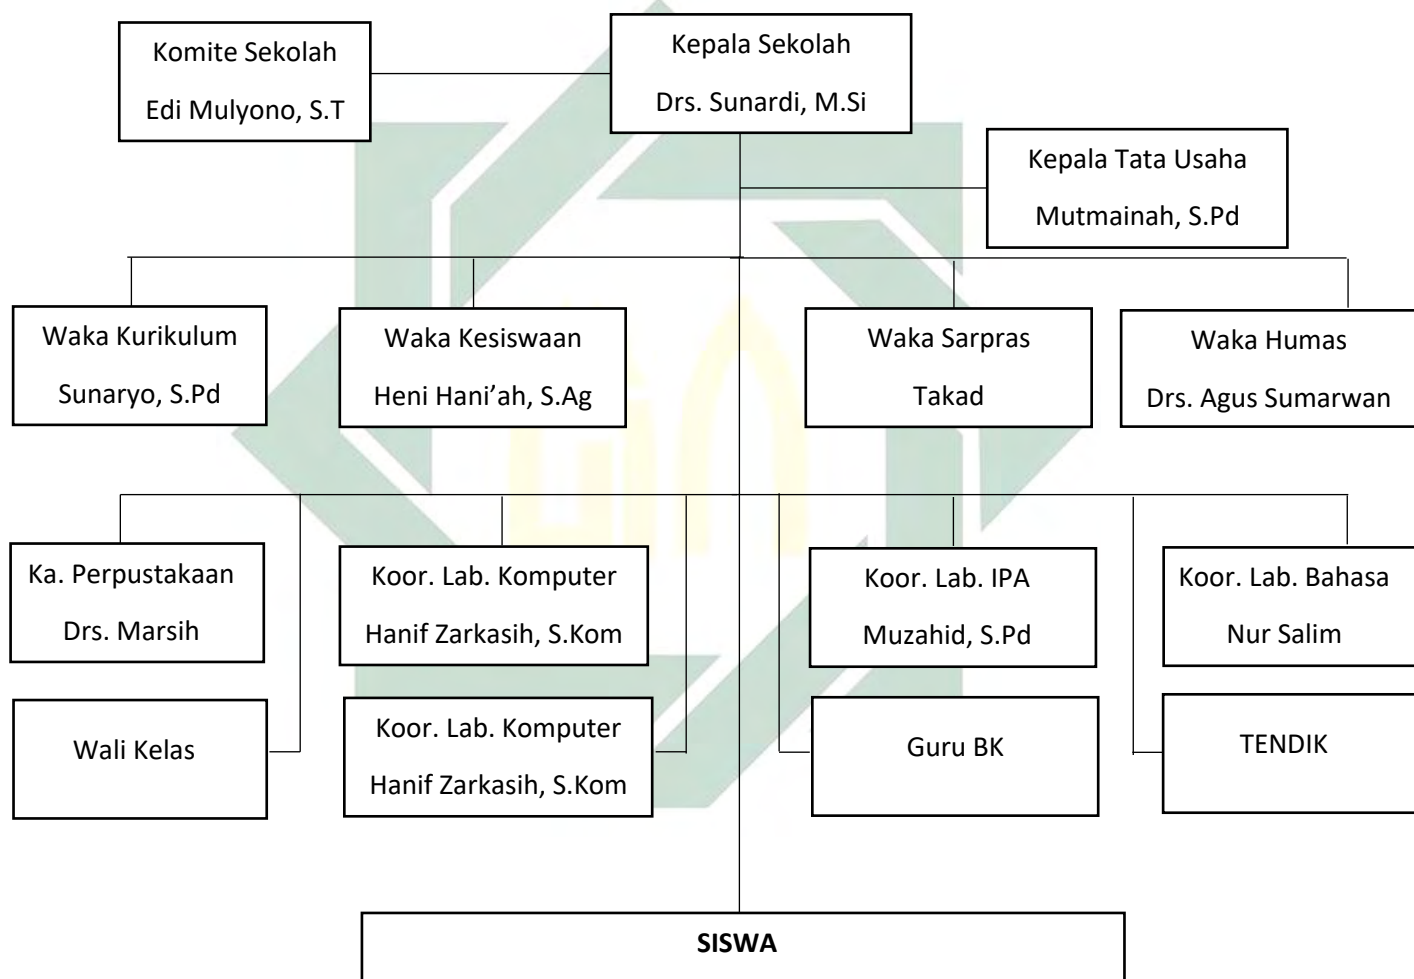 Komite Sekolah
Edi Mulyono, S.T
Kepala Sekolah
Drs. Sunardi, M.Si
Kepala Tata Usaha
Mutmainah, S.Pd
Waka Kurikulum
Sunaryo, S.Pd
Waka Kesiswaan
Heni Hani’ah, S.Ag
Waka Sarpras
Takad
Waka Humas
Drs. Agus Sumarwan
Ka. Perpustakaan
Drs. Marsih
Koor. Lab. Komputer
Hanif Zarkasih, S.Kom
Koor. Lab. IPA
Muzahid, S.Pd
Koor. Lab. Bahasa
Nur Salim
Wali Kelas
Koor. Lab. Komputer
Hanif Zarkasih, S.Kom
Guru BK
TENDIK
SISWA